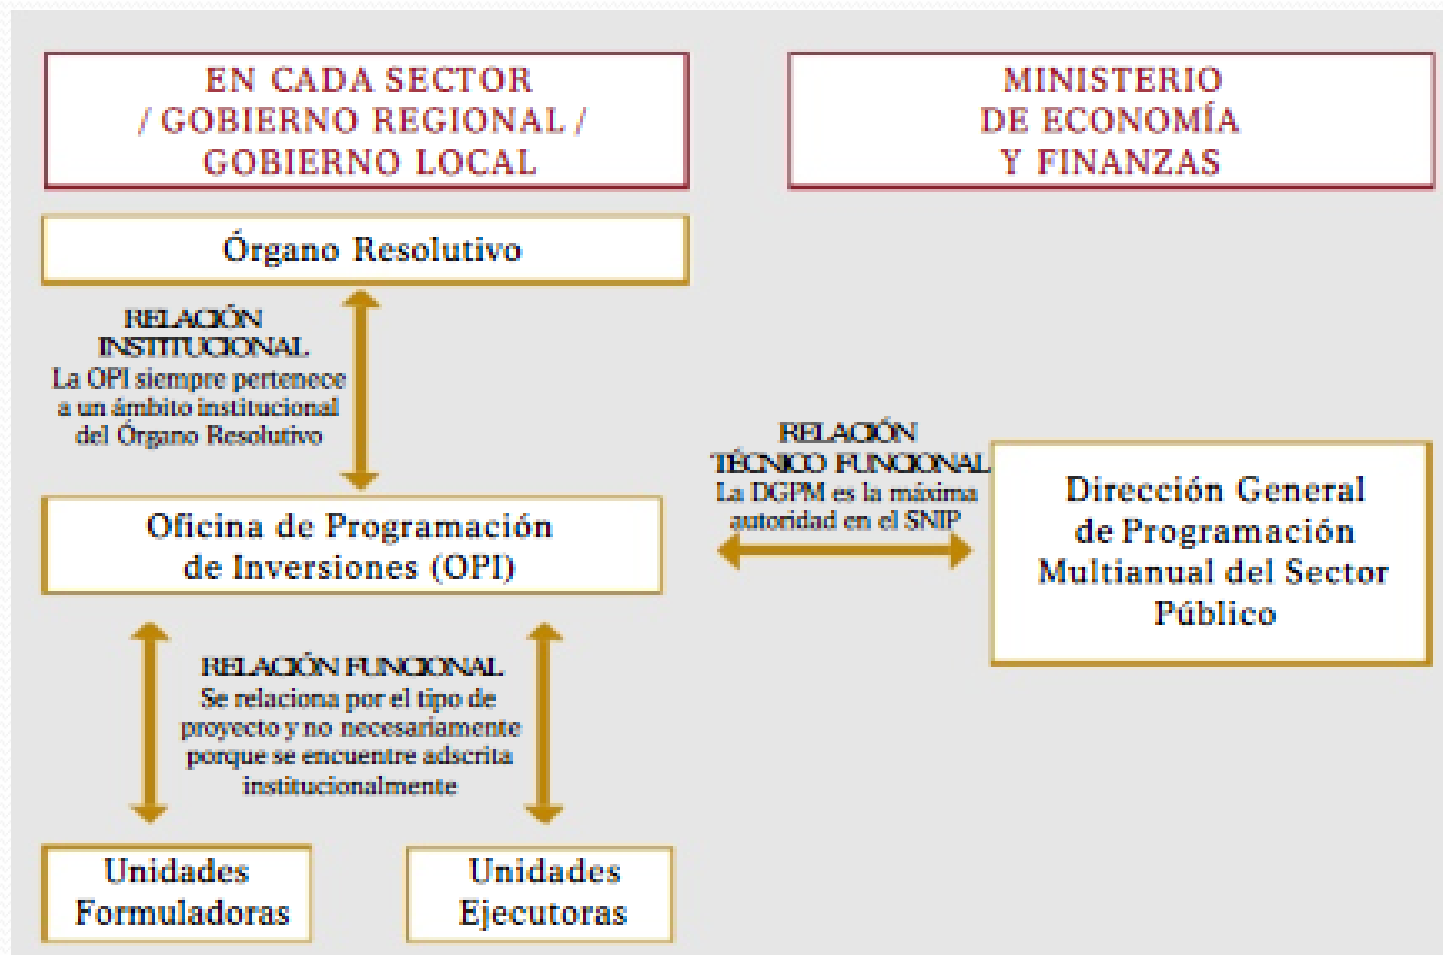 EN CADA SECTOR
/ GOBIERNO REGIONAL /
GOBIERNO LOCAL
MINISTERIO
DE ECONOMÍA
Y FINANZAS
Órgano Resolutivo
RELACIÓN
INSTITUCIONAL
La OPI siempre pertenece
a un ámbito institucional
del Órgano Resolutivo
Oficina de Programación
de Inversiones (OPI)
RELACIÓN
TÉCNICO FUNCIONAL
La DGPM es la máxima
autoridad en el SNIP
Dirección General
de Programación
Multianual del Sector
Público
RELACIÓN FUNCIONAL
Se relaciona por el tipo de
proyecto y no necesariamente
porque se encuentre adscrita
institucionalmente
Unidades
Formuladoras
Unidades
Ejecutoras